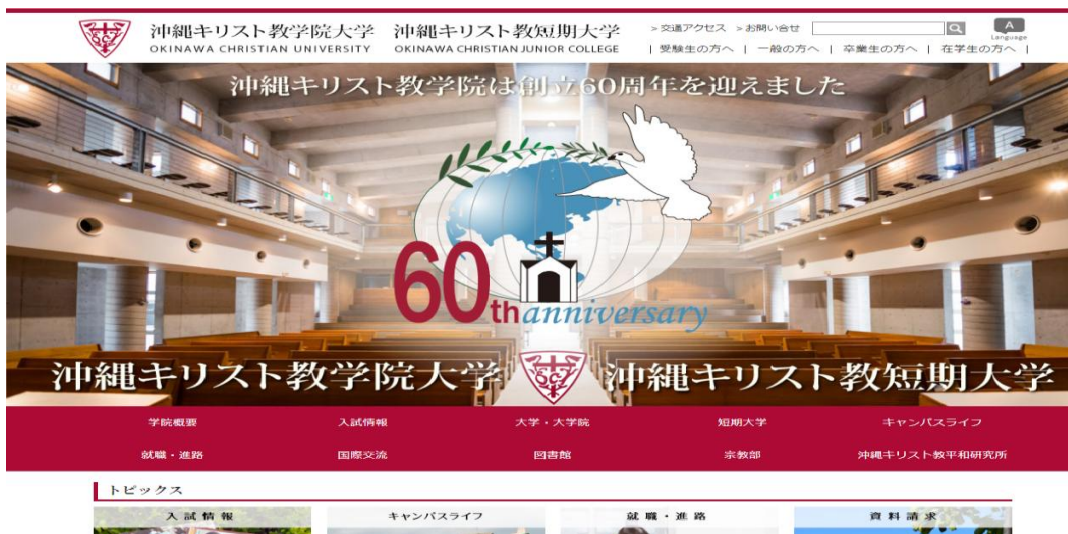 沖縄キリスト教学院大学 沖縄キリスト教短期大学
OKINAWA CHRISTIAN UNIVERSITY OKINAWA CHRISTIAN JUNIOR COLLEGE
> 交通アクセス > お問い合せ
A
Language
| 受験生の方へ | 一般の方へ | 卒業生の方へ | 在学生の方へ |
沖縄キリスト教学院は創立60周年を迎えました
60th anniversary
沖縄キリスト教学院大学 沖縄キリスト教短期大学
学院概要 入試情報 大学・大学院 短期大学 キャンパスライフ
就職・進路 国際交流 図書館 宗教部 沖縄キリスト教平和研究所
トピックス
入試情報 キャンパスライフ 就職・進路 資料請求